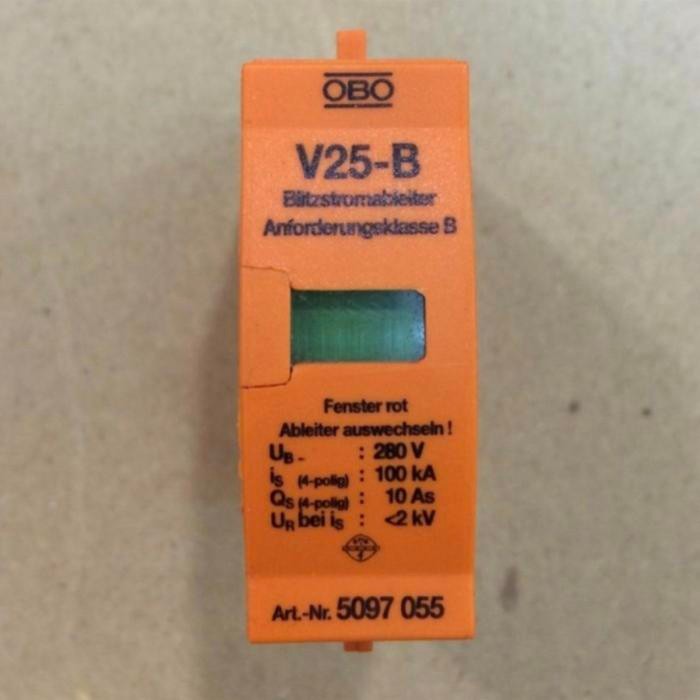 OBO
V25-B
Blitzstromableiter
Anforderungsklasse B
Fenster rot
Ableiter auswechseln !
UB~ : 280 V
is (4-polig) : 100 kA
QS (4-polig) : 10 As
UR bei is : <2 kV
Art.-Nr. 5097 055